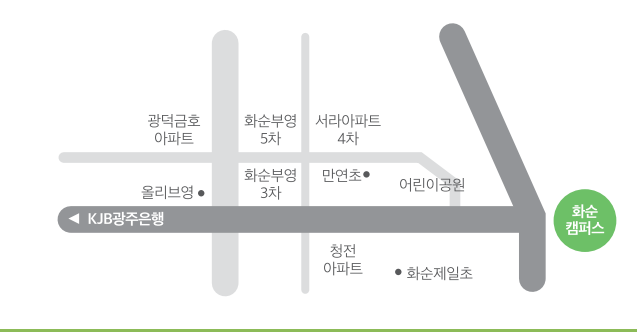 광덕금호
아파트
화순부영
5차
서라아파트
4차
화순부영
3차
만연초
어린이공원
올리브영
KJB광주은행
화순
캠퍼스
청전
아파트
화순제일초